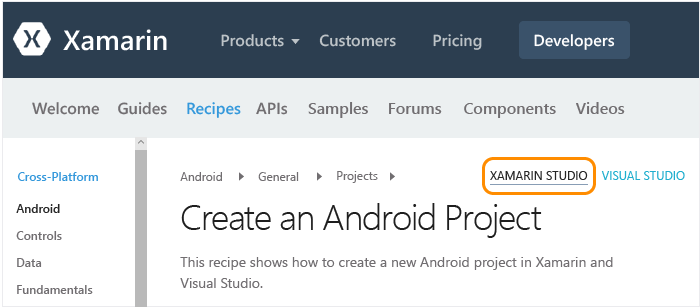 Xamarin Products Customers Pricing Developers
Welcome Guides Recipes APIs Samples Forums Components Videos
Cross-Platform
Android
Controls
Data
Fundamentals
Android General Projects XAMARIN STUDIO VISUAL STUDIO
Create an Android Project
This recipe shows how to create a new Android project in Xamarin and
Visual Studio.